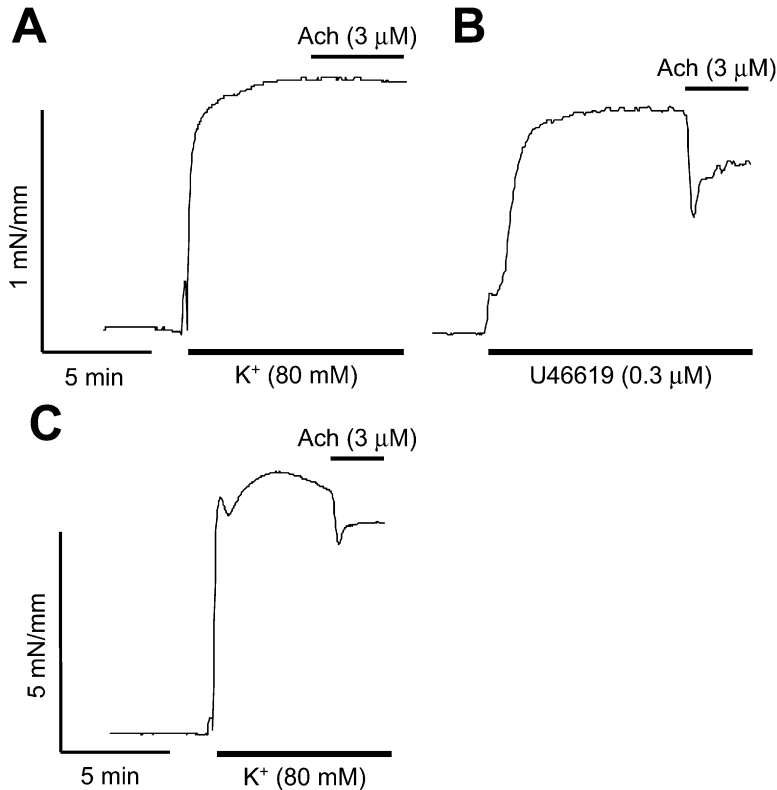 A
Ach (3 μM)
1 mN/mm
5 min
K⁺ (80 mM)
B
Ach (3 μM)
U46619 (0.3 μM)
C
Ach (3 μM)
5 mN/mm
5 min
K⁺ (80 mM)